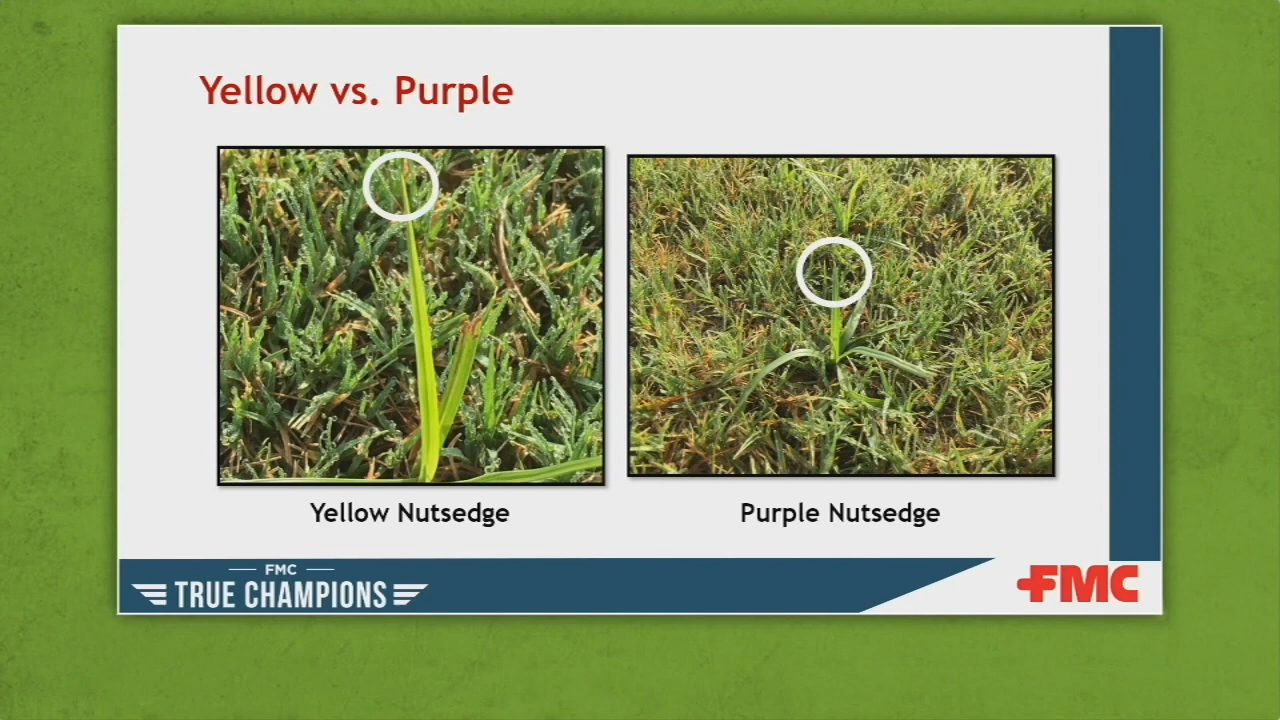 Yellow vs. Purple
Yellow Nutsedge
Purple Nutsedge
FMC
TRUE CHAMPIONS
FMC